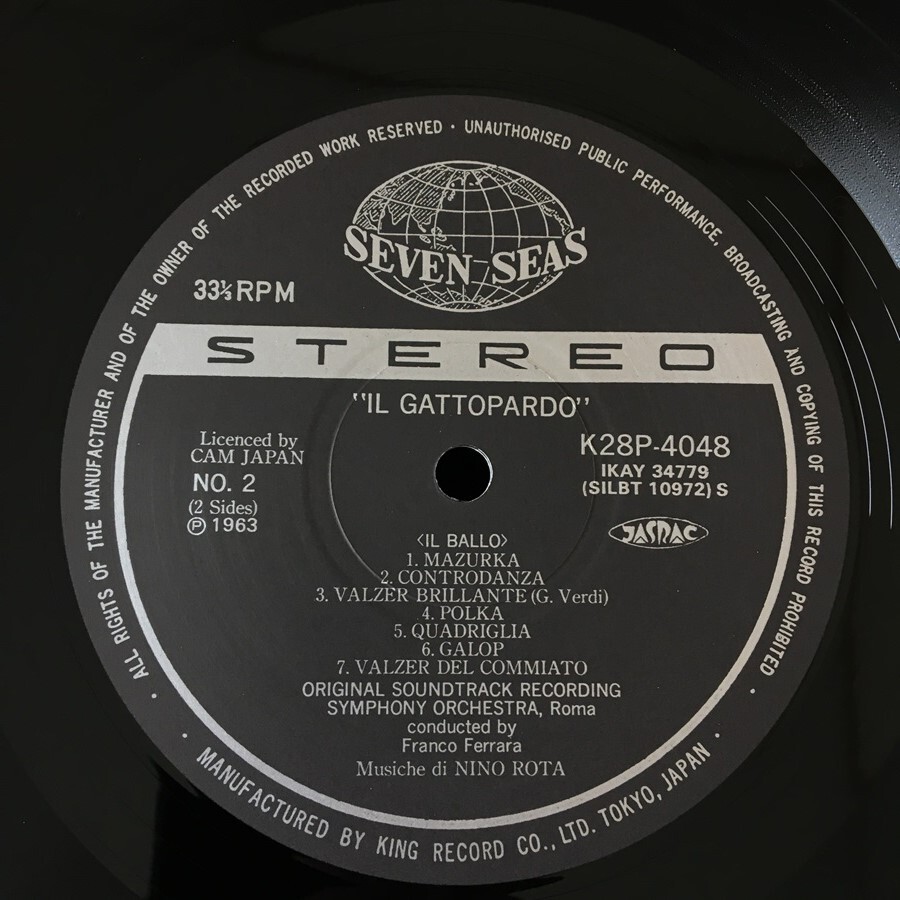 ALL RIGHTS OF THE MANUFACTURER AND OF THE OWNER OF THE RECORDED WORK RESERVED · UNAUTHORISED PUBLIC PERFORMANCE, BROADCASTING AND COPYING OF THIS RECORD PROHIBITED ·
SEVEN SEAS
33⅓ RPM
STEREO
"IL GATTOPARDO"
Licenced by
CAM JAPAN
NO. 2
(2 Sides)
℗ 1963
K28P-4048
IKAY 34779
(SILBT 10972) S
JASRAC
〈IL BALLO〉
1. MAZURKA
2. CONTRODANZA
3. VALZER BRILLANTE (G. Verdi)
4. POLKA
5. QUADRIGLIA
6. GALOP
7. VALZER DEL COMMIATO
ORIGINAL SOUNDTRACK RECORDING
SYMPHONY ORCHESTRA, Roma
conducted by
Franco Ferrara
Musiche di NINO ROTA
· MANUFACTURED BY KING RECORD CO., LTD. TOKYO, JAPAN ·